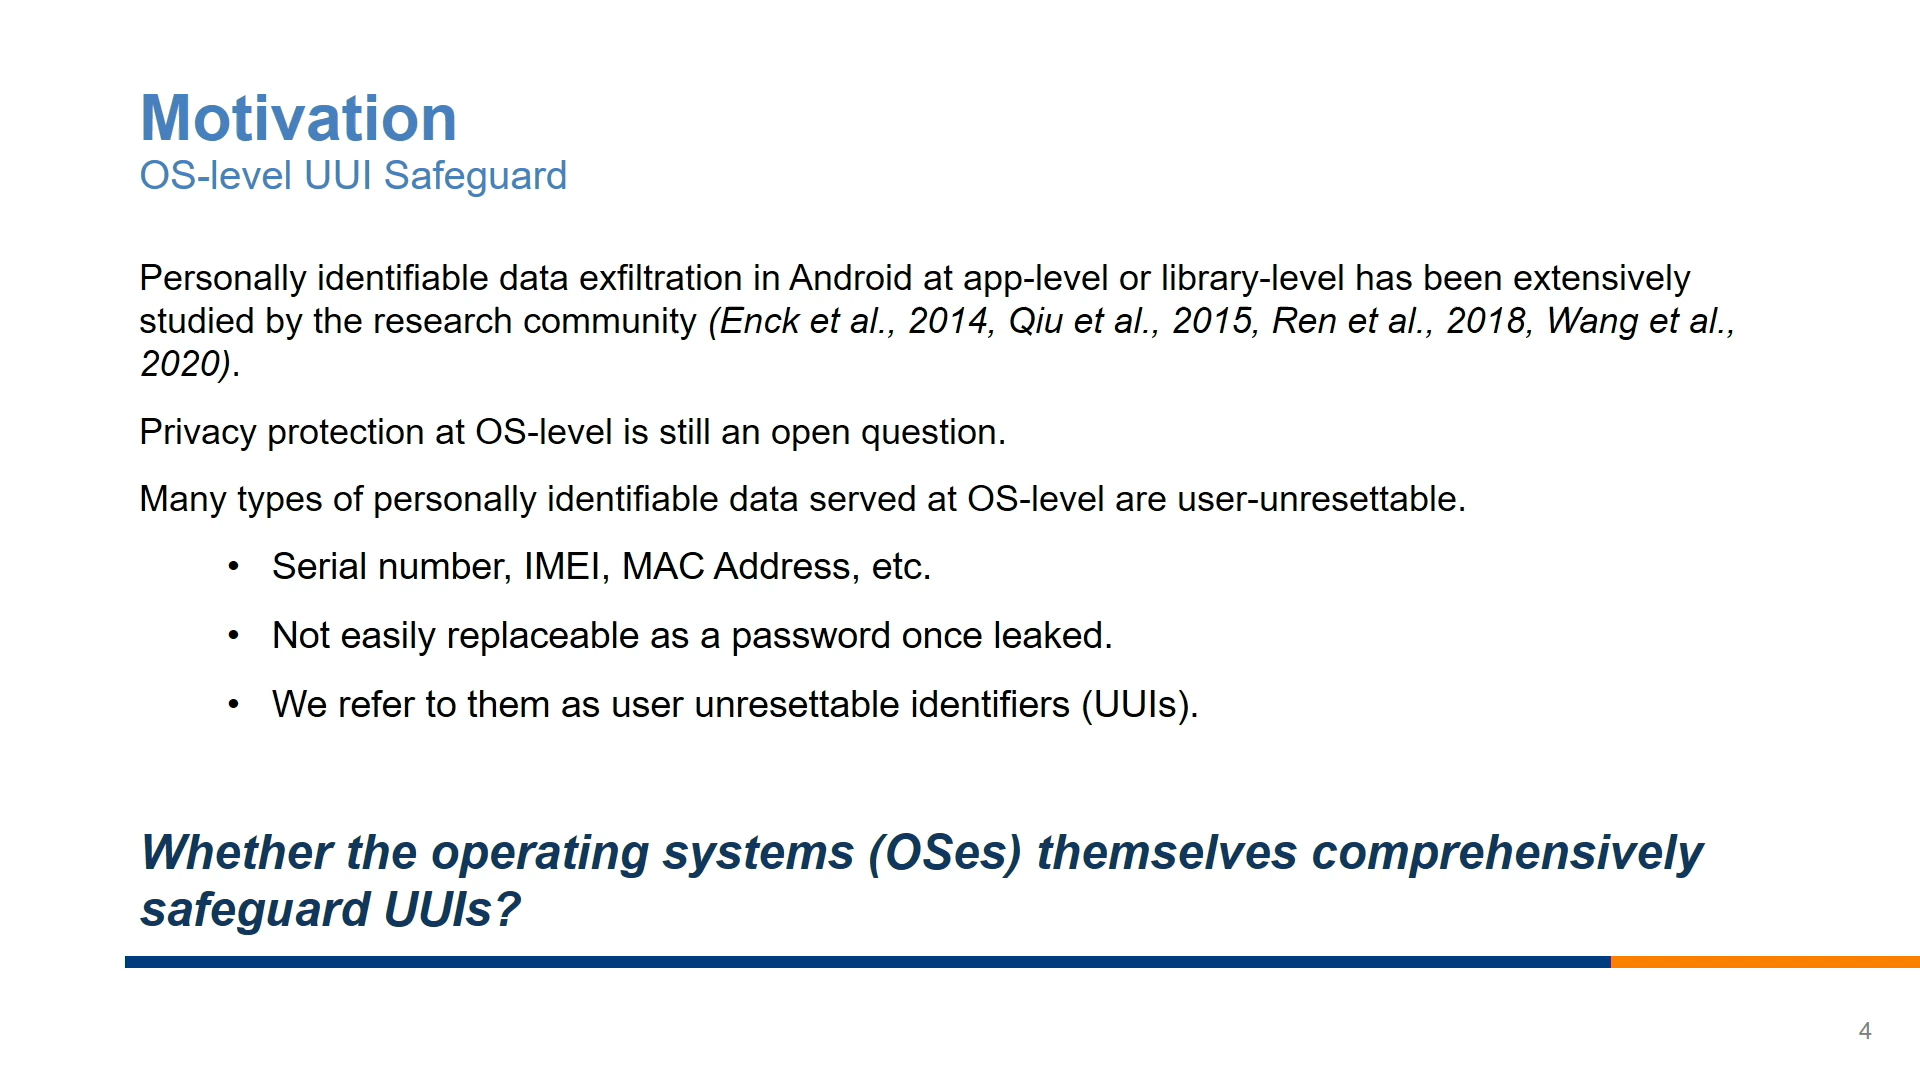 Motivation
OS-level UUI Safeguard
Personally identifiable data exfiltration in Android at app-level or library-level has been extensively
studied by the research community (Enck et al., 2014, Qiu et al., 2015, Ren et al., 2018, Wang et al.,
2020).
Privacy protection at OS-level is still an open question.
Many types of personally identifiable data served at OS-level are user-unresettable.
• Serial number, IMEI, MAC Address, etc.
• Not easily replaceable as a password once leaked.
• We refer to them as user unresettable identifiers (UUIs).
Whether the operating systems (OSes) themselves comprehensively
safeguard UUIs?
4